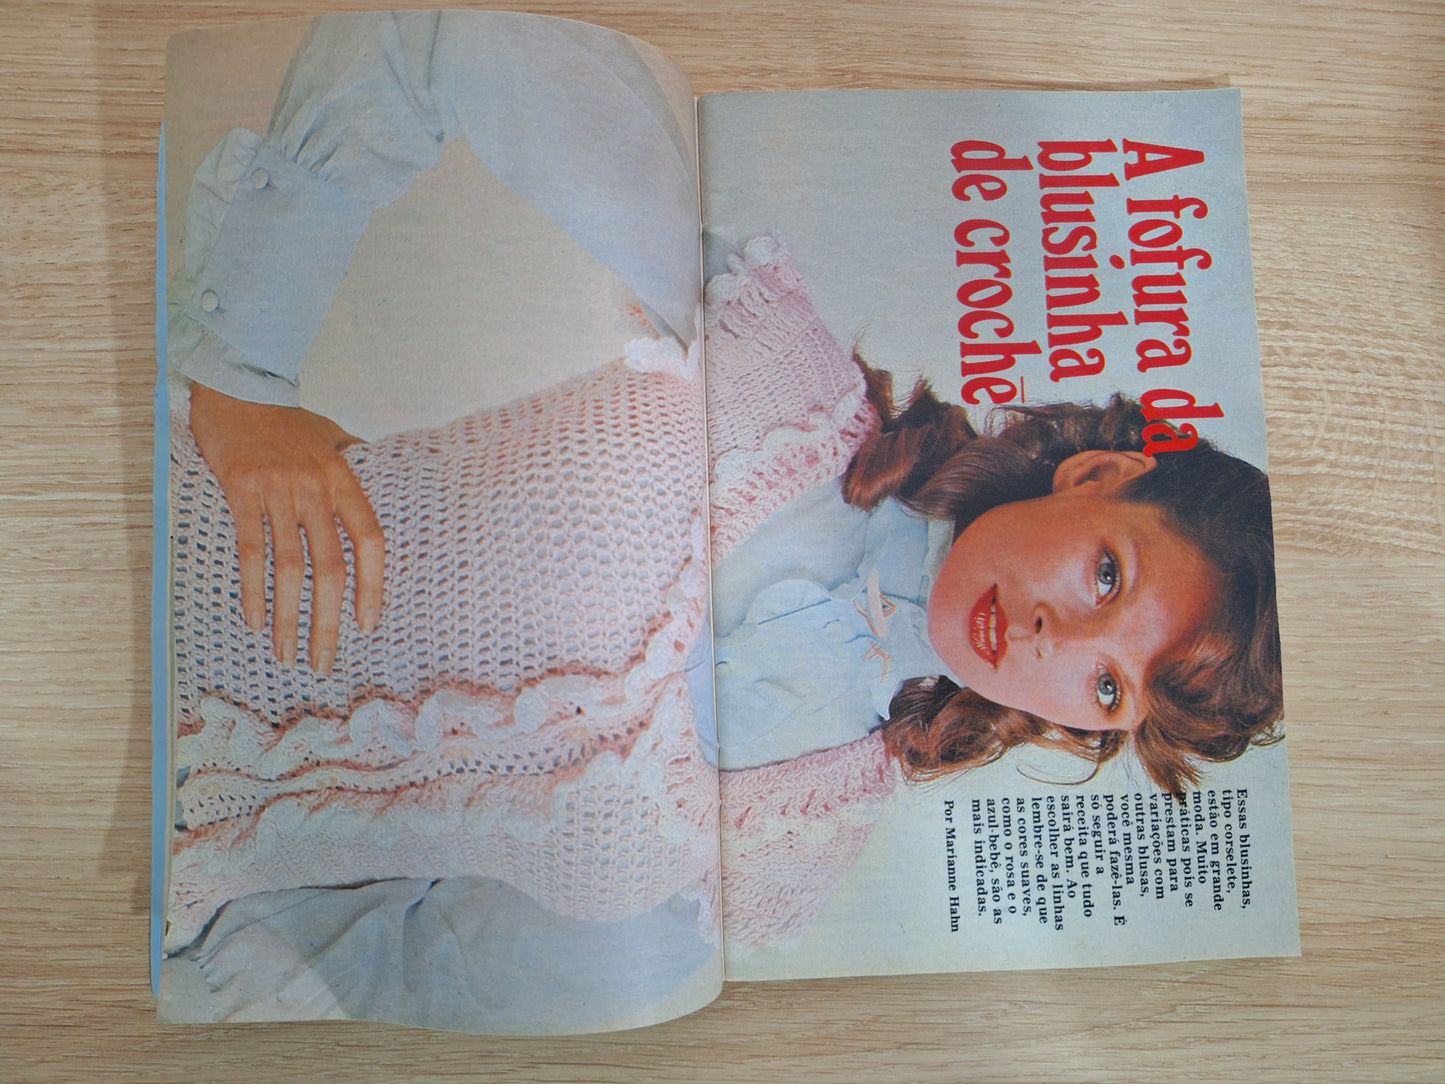 A fofura da
blusinha
de crochê
Essas blusinhas,
tipo corselete,
estão em grande
moda. Muito
práticas pois se
prestam para
variações com
outras blusas,
você mesma
poderá fazê-las. É
só seguir a
receita que tudo
sairá bem. Ao
escolher as linhas
lembre-se de que
as cores suaves,
como o rosa e o
azul-bebê, são as
mais indicadas.
Por Marianne Hahn